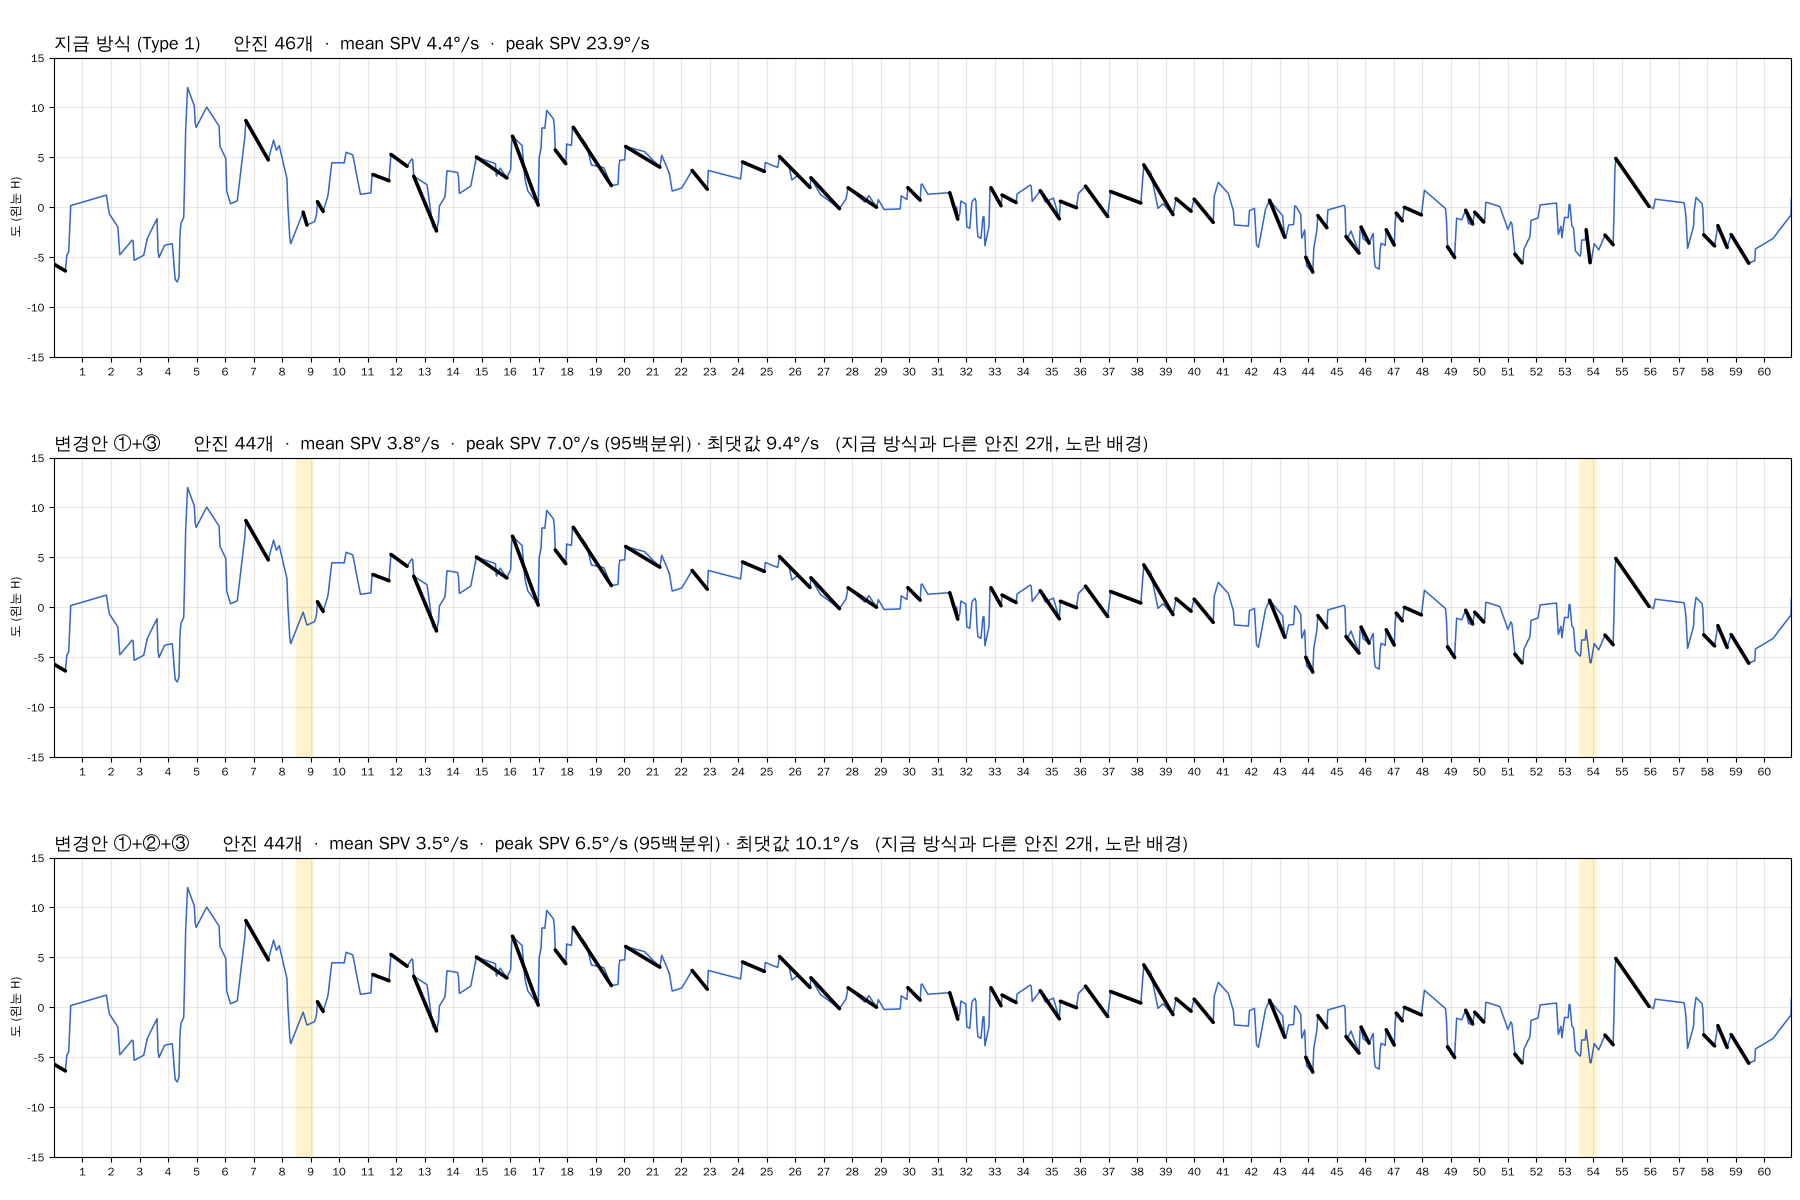 지금 방식 (Type 1) 안진 46개 · mean SPV 4.4°/s · peak SPV 23.9°/s
15
10
5
0
-5
-10
-15
도 (왼눈 H)
1 2 3 4 5 6 7 8 9 10 11 12 13 14 15 16 17 18 19 20 21 22 23 24 25 26 27 28 29 30 31 32 33 34 35 36 37 38 39 40 41 42 43 44 45 46 47 48 49 50 51 52 53 54 55 56 57 58 59 60
변경안 ①+③ 안진 44개 · mean SPV 3.8°/s · peak SPV 7.0°/s (95백분위) · 최댓값 9.4°/s (지금 방식과 다른 안진 2개, 노란 배경)
15
10
5
0
-5
-10
-15
도 (왼눈 H)
1 2 3 4 5 6 7 8 9 10 11 12 13 14 15 16 17 18 19 20 21 22 23 24 25 26 27 28 29 30 31 32 33 34 35 36 37 38 39 40 41 42 43 44 45 46 47 48 49 50 51 52 53 54 55 56 57 58 59 60
변경안 ①+②+③ 안진 44개 · mean SPV 3.5°/s · peak SPV 6.5°/s (95백분위) · 최댓값 10.1°/s (지금 방식과 다른 안진 2개, 노란 배경)
15
10
5
0
-5
-10
-15
도 (왼눈 H)
1 2 3 4 5 6 7 8 9 10 11 12 13 14 15 16 17 18 19 20 21 22 23 24 25 26 27 28 29 30 31 32 33 34 35 36 37 38 39 40 41 42 43 44 45 46 47 48 49 50 51 52 53 54 55 56 57 58 59 60